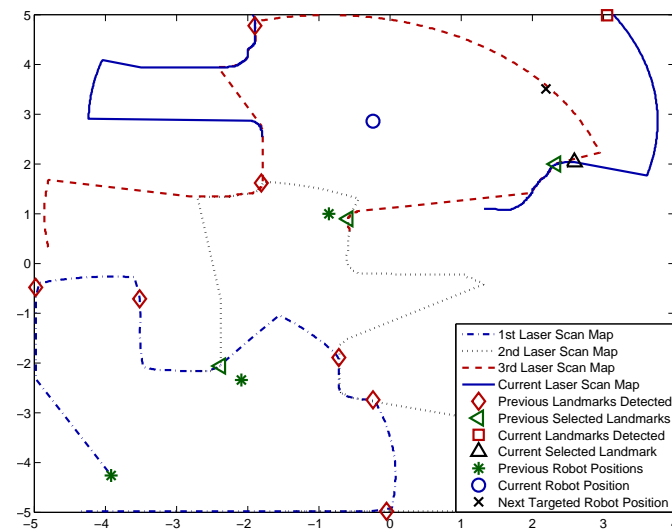 5
4
3
2
1
0
−1
−2
−3
−4
−5
−5 −4 −3 −2 −1 0 1 2 3
1st Laser Scan Map
2nd Laser Scan Map
3rd Laser Scan Map
Current Laser Scan Map
Previous Landmarks Detected
Previous Selected Landmarks
Current Landmarks Detected
Current Selected Landmark
Previous Robot Positions
Current Robot Position
Next Targeted Robot Position